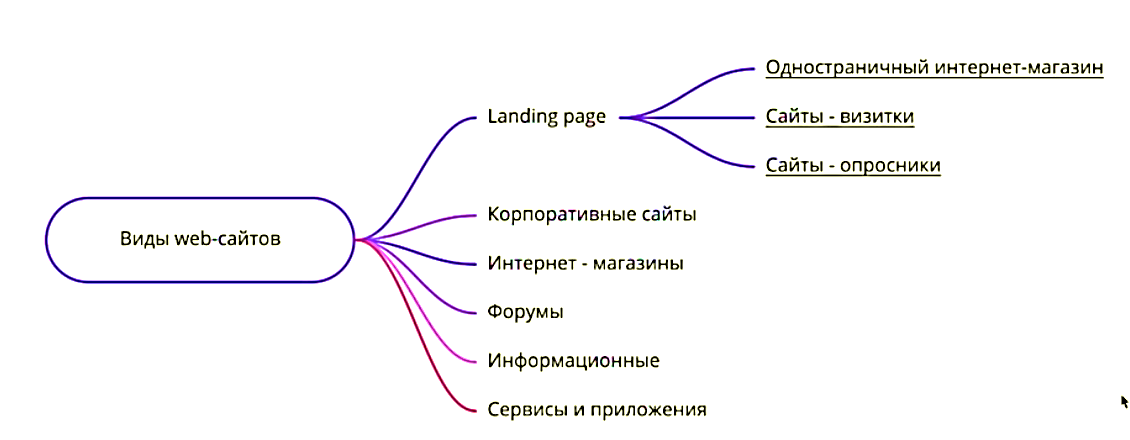 Виды web-сайтов
Landing page
Одностраничный интернет-магазин
Сайты - визитки
Сайты - опросники
Корпоративные сайты
Интернет - магазины
Форумы
Информационные
Сервисы и приложения